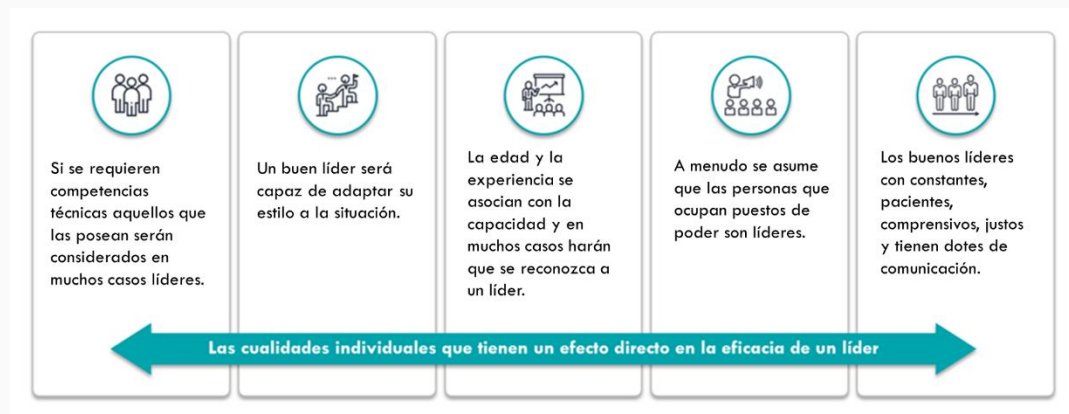 Si se requieren
competencias
técnicas aquellos que
las posean serán
considerados en
muchos casos líderes.
Un buen líder será
capaz de adaptar su
estilo a la situación.
La edad y la
experiencia se
asocian con la
capacidad y en
muchos casos harán
que se reconozca a
un líder.
A menudo se asume
que las personas que
ocupan puestos de
poder son líderes.
Los buenos líderes
con constantes,
pacientes,
comprensivos, justos
y tienen dotes de
comunicación.
Las cualidades individuales que tienen un efecto directo en la eficacia de un líder